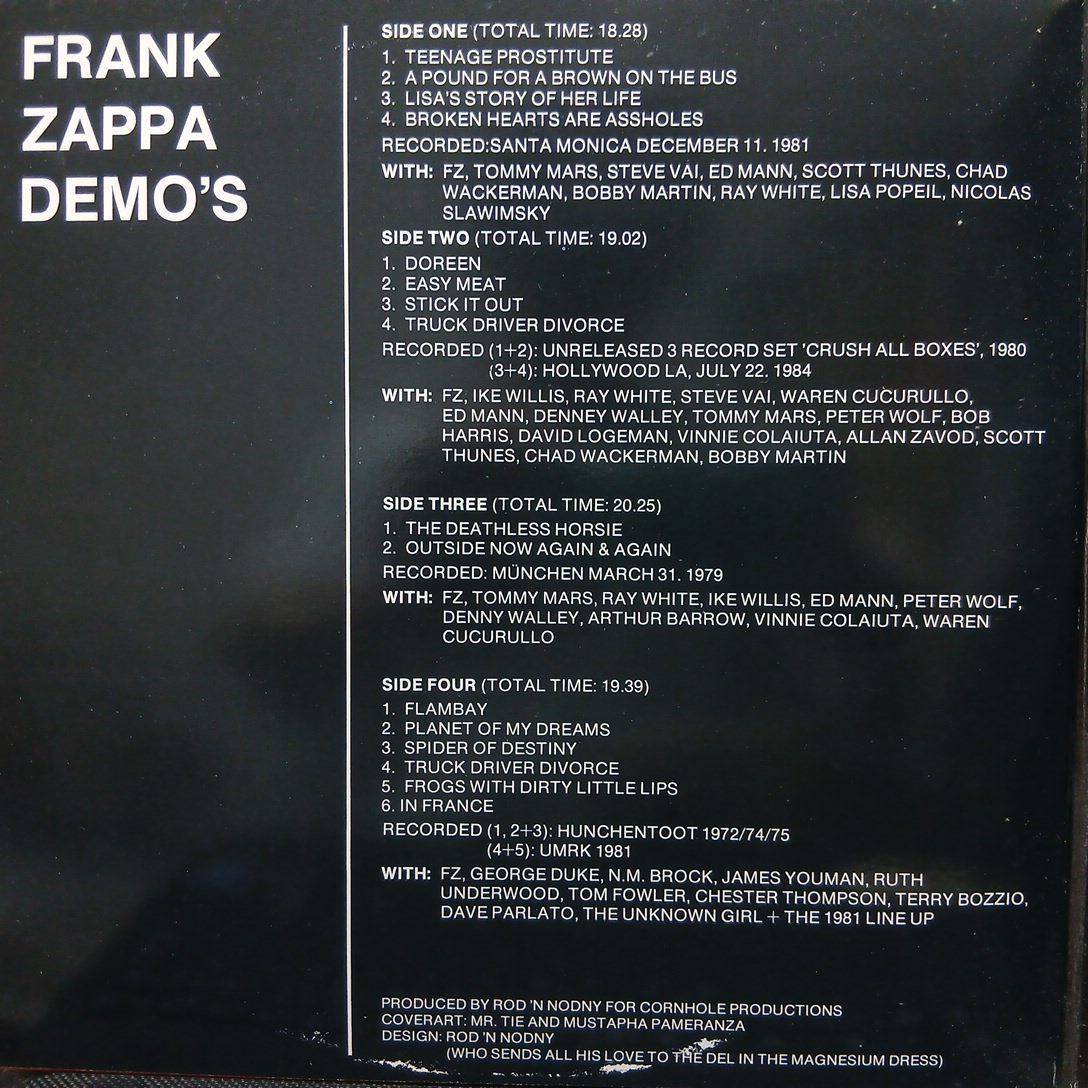 FRANK
ZAPPA
DEMO'S
SIDE ONE (TOTAL TIME: 18.28)
1. TEENAGE PROSTITUTE
2. A POUND FOR A BROWN ON THE BUS
3. LISA'S STORY OF HER LIFE
4. BROKEN HEARTS ARE ASSHOLES
RECORDED:SANTA MONICA DECEMBER 11. 1981
WITH: FZ, TOMMY MARS, STEVE VAI, ED MANN, SCOTT THUNES, CHAD
WACKERMAN, BOBBY MARTIN, RAY WHITE, LISA POPEIL, NICOLAS
SLAWIMSKY
SIDE TWO (TOTAL TIME: 19.02)
1. DOREEN
2. EASY MEAT
3. STICK IT OUT
4. TRUCK DRIVER DIVORCE
RECORDED (1+2): UNRELEASED 3 RECORD SET 'CRUSH ALL BOXES', 1980
(3+4): HOLLYWOOD LA, JULY 22. 1984
WITH: FZ, IKE WILLIS, RAY WHITE, STEVE VAI, WAREN CUCURULLO,
ED MANN, DENNEY WALLEY, TOMMY MARS, PETER WOLF, BOB
HARRIS, DAVID LOGEMAN, VINNIE COLAIUTA, ALLAN ZAVOD, SCOTT
THUNES, CHAD WACKERMAN, BOBBY MARTIN
SIDE THREE (TOTAL TIME: 20.25)
1. THE DEATHLESS HORSIE
2. OUTSIDE NOW AGAIN & AGAIN
RECORDED: MÜNCHEN MARCH 31. 1979
WITH: FZ, TOMMY MARS, RAY WHITE, IKE WILLIS, ED MANN, PETER WOLF,
DENNY WALLEY, ARTHUR BARROW, VINNIE COLAIUTA, WAREN
CUCURULLO
SIDE FOUR (TOTAL TIME: 19.39)
1. FLAMBAY
2. PLANET OF MY DREAMS
3. SPIDER OF DESTINY
4. TRUCK DRIVER DIVORCE
5. FROGS WITH DIRTY LITTLE LIPS
6. IN FRANCE
RECORDED (1, 2+3): HUNCHENTOOT 1972/74/75
(4+5): UMRK 1981
WITH: FZ, GEORGE DUKE, N.M. BROCK, JAMES YOUMAN, RUTH
UNDERWOOD, TOM FOWLER, CHESTER THOMPSON, TERRY BOZZIO,
DAVE PARLATO, THE UNKNOWN GIRL + THE 1981 LINE UP
PRODUCED BY ROD 'N NODNY FOR CORNHOLE PRODUCTIONS
COVERART: MR. TIE AND MUSTAPHA PAMERANZA
DESIGN: ROD 'N NODNY
(WHO SENDS ALL HIS LOVE TO THE DEL IN THE MAGNESIUM DRESS)